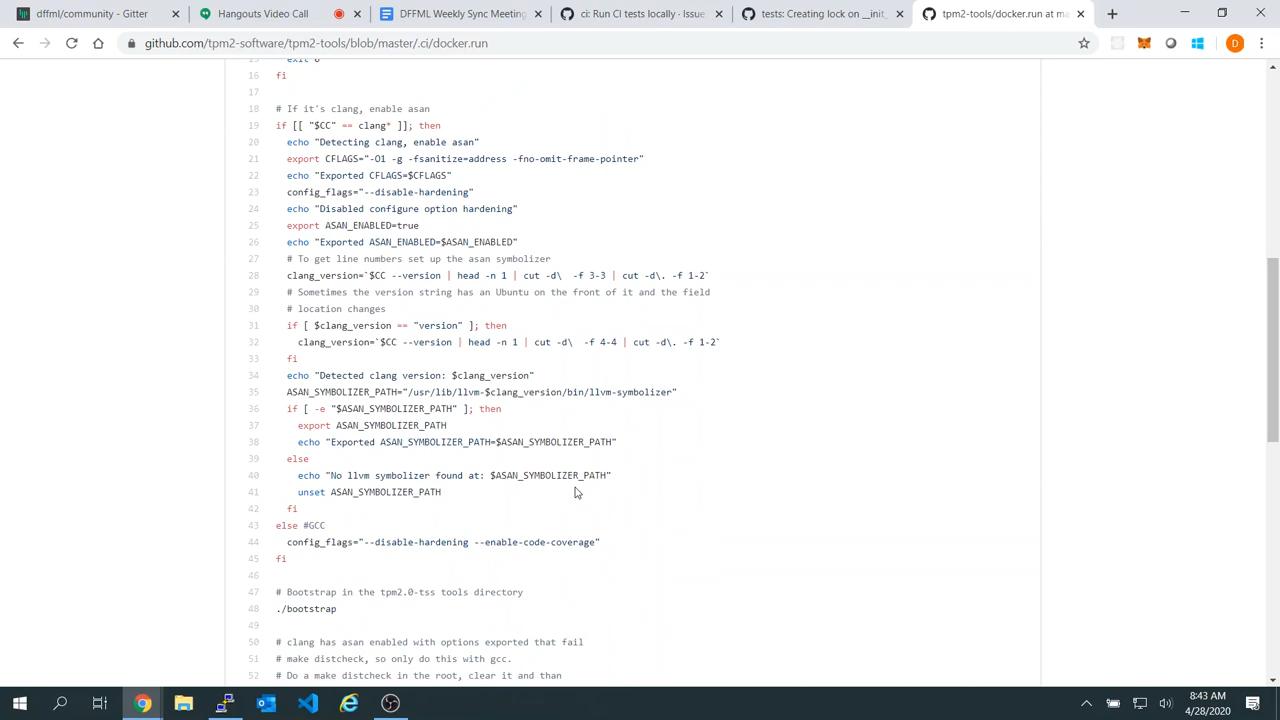 dffml/community - Gitter
Hangouts Video Call
DFFML Weekly Sync Meeting
ci: Run CI tests locally · Issue
tests: Creating lock on __init_
tpm2-tools/docker.run at ma
github.com/tpm2-software/tpm2-tools/blob/master/.ci/docker.run
D
15 exit 0
16 fi
17
18 # If it's clang, enable asan
19 if [[ "$CC" == clang* ]]; then
20 echo "Detecting clang, enable asan"
21 export CFLAGS="-O1 -g -fsanitize=address -fno-omit-frame-pointer"
22 echo "Exported CFLAGS=$CFLAGS"
23 config_flags="--disable-hardening"
24 echo "Disabled configure option hardening"
25 export ASAN_ENABLED=true
26 echo "Exported ASAN_ENABLED=$ASAN_ENABLED"
27 # To get line numbers set up the asan symbolizer
28 clang_version=`$CC --version | head -n 1 | cut -d\  -f 3-3 | cut -d\. -f 1-2`
29 # Sometimes the version string has an Ubuntu on the front of it and the field
30 # location changes
31 if [ $clang_version == "version" ]; then
32 clang_version=`$CC --version | head -n 1 | cut -d\  -f 4-4 | cut -d\. -f 1-2`
33 fi
34 echo "Detected clang version: $clang_version"
35 ASAN_SYMBOLIZER_PATH="/usr/lib/llvm-$clang_version/bin/llvm-symbolizer"
36 if [ -e "$ASAN_SYMBOLIZER_PATH" ]; then
37 export ASAN_SYMBOLIZER_PATH
38 echo "Exported ASAN_SYMBOLIZER_PATH=$ASAN_SYMBOLIZER_PATH"
39 else
40 echo "No llvm symbolizer found at: $ASAN_SYMBOLIZER_PATH"
41 unset ASAN_SYMBOLIZER_PATH
42 fi
43 else #GCC
44 config_flags="--disable-hardening --enable-code-coverage"
45 fi
46
47 # Bootstrap in the tpm2.0-tss tools directory
48 ./bootstrap
49
50 # clang has asan enabled with options exported that fail
51 # make distcheck, so only do this with gcc.
52 # Do a make distcheck in the root, clear it and than
8:43 AM
4/28/2020